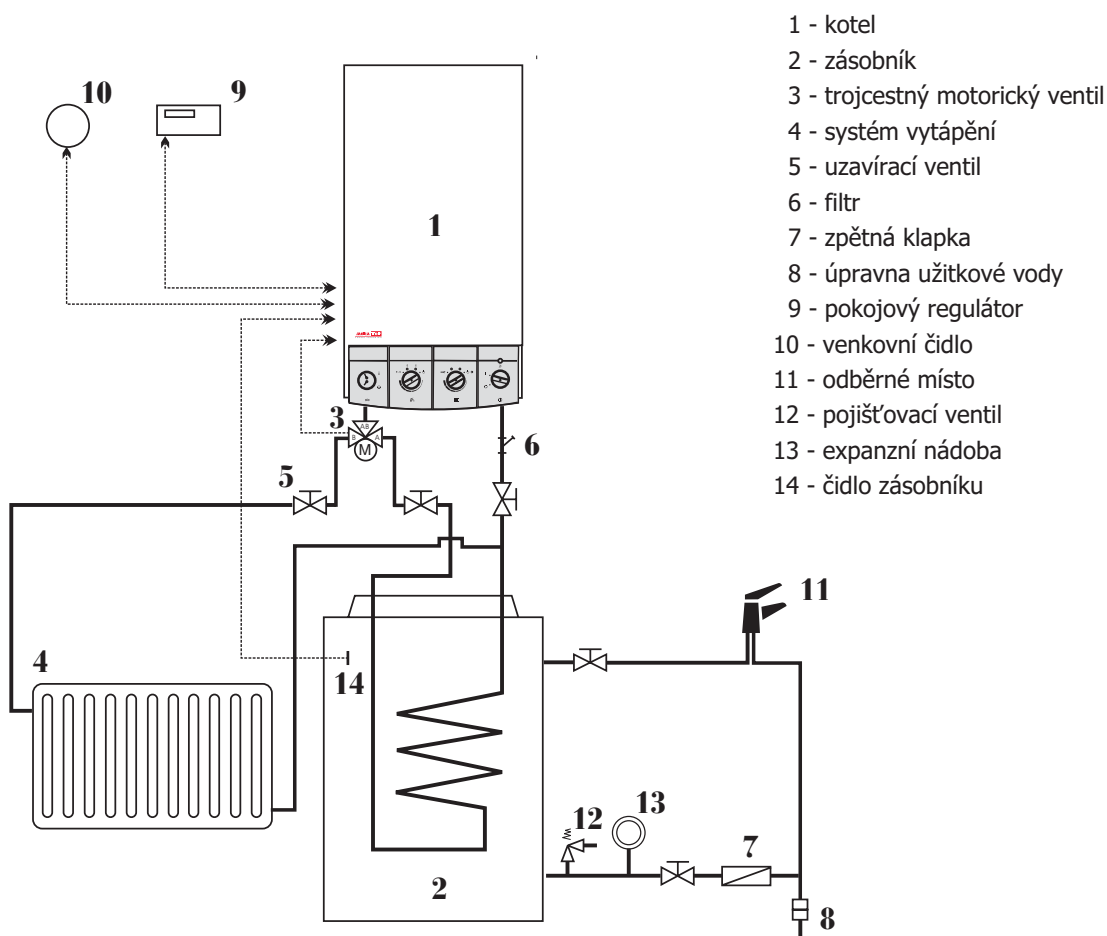 1 - kotel
2 - zásobník
3 - trojcestný motorický ventil
4 - systém vytápění
5 - uzavírací ventil
6 - filtr
7 - zpětná klapka
8 - úpravna užitkové vody
9 - pokojový regulátor
10 - venkovní čidlo
11 - odběrné místo
12 - pojišťovací ventil
13 - expanzní nádoba
14 - čidlo zásobníku
10
9
1
3
AB
B
A
M
6
5
11
4
14
12
13
7
2
8